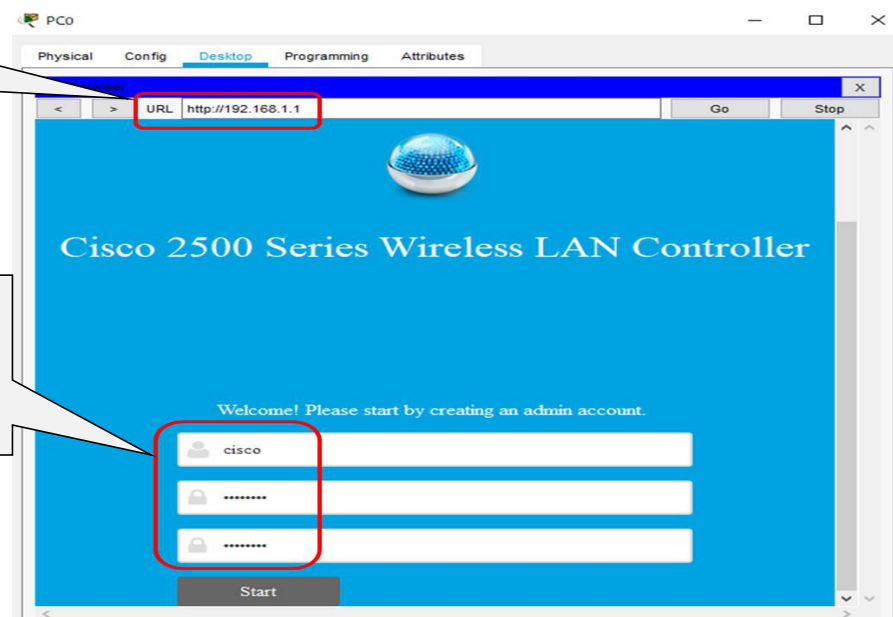 PC0
Physical Config Desktop Programming Attributes
X
< > URL http://192.168.1.1 Go Stop
Cisco 2500 Series Wireless LAN Controller
Welcome! Please start by creating an admin account.
cisco
••••••••
••••••••
Start